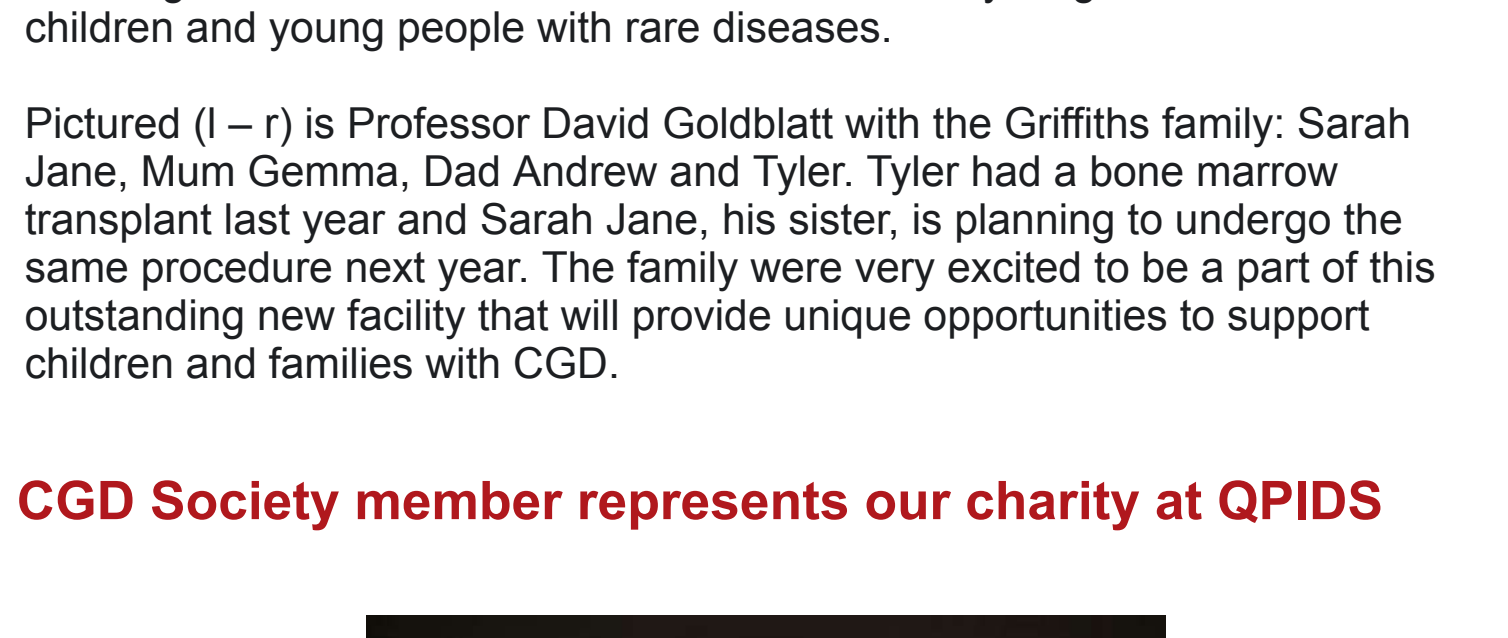 children and young people with rare diseases.
Pictured (l – r) is Professor David Goldblatt with the Griffiths family: Sarah
Jane, Mum Gemma, Dad Andrew and Tyler. Tyler had a bone marrow
transplant last year and Sarah Jane, his sister, is planning to undergo the
same procedure next year. The family were very excited to be a part of this
outstanding new facility that will provide unique opportunities to support
children and families with CGD.
CGD Society member represents our charity at QPIDS